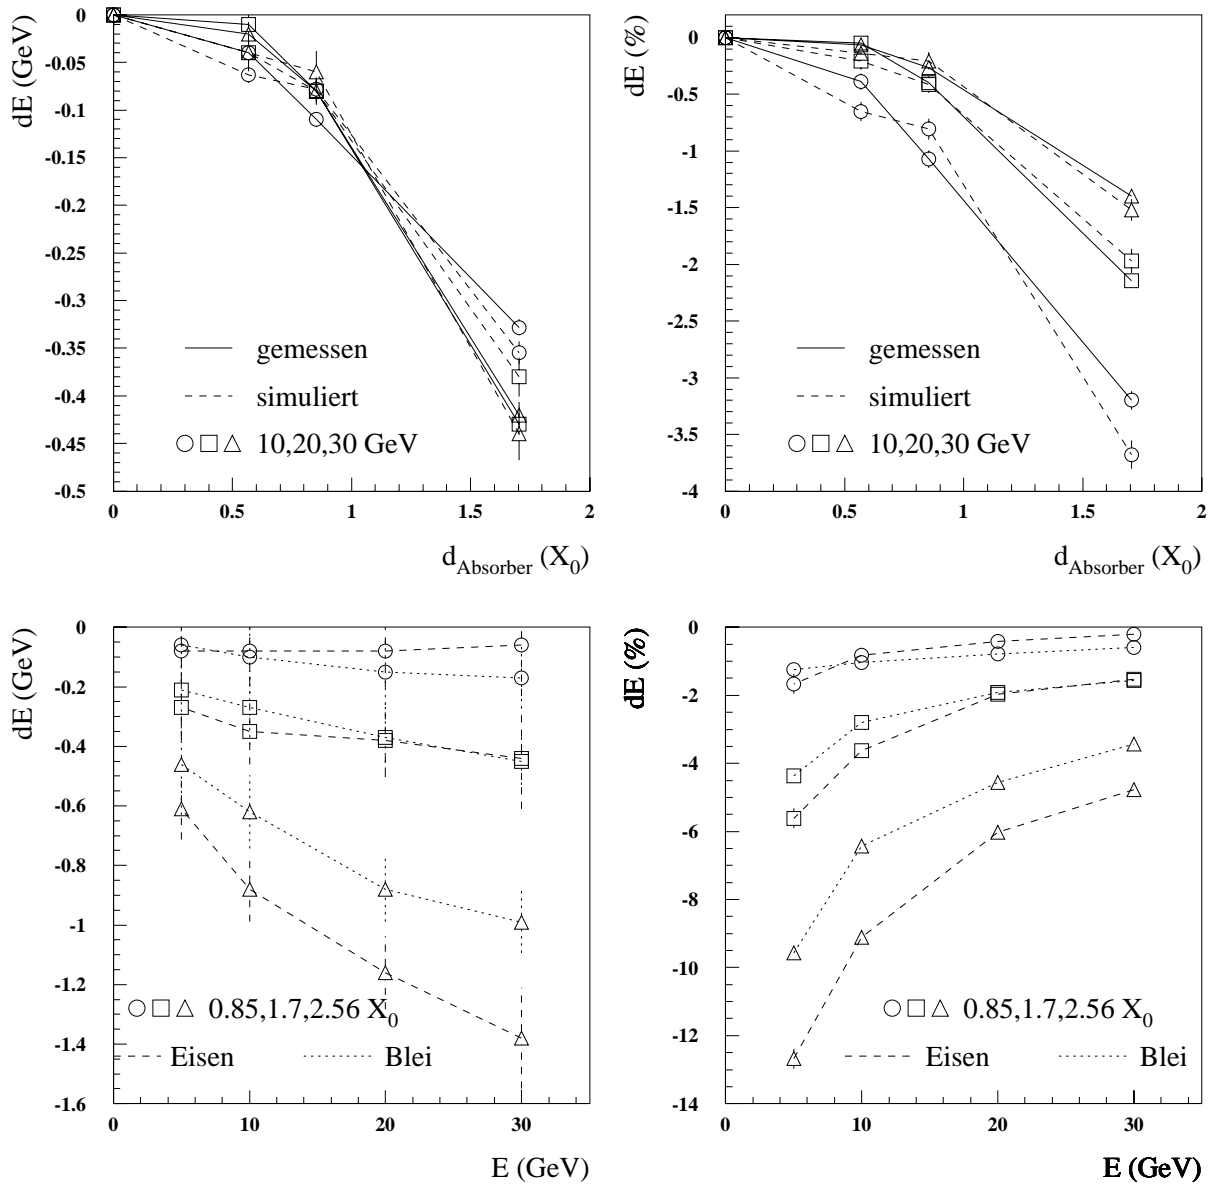 dE (GeV)
0
-0.05
-0.1
-0.15
-0.2
-0.25
-0.3
-0.35
-0.4
-0.45
-0.5
gemessen
simuliert
10,20,30 GeV
0 0.5 1 1.5 2
d_Absorber (X_0)
dE (%)
0
-0.5
-1
-1.5
-2
-2.5
-3
-3.5
-4
gemessen
simuliert
10,20,30 GeV
0 0.5 1 1.5 2
d_Absorber (X_0)
dE (GeV)
0
-0.2
-0.4
-0.6
-0.8
-1
-1.2
-1.4
-1.6
0.85,1.7,2.56 X_0
Eisen Blei
0 10 20 30
E (GeV)
dE (%)
0
-2
-4
-6
-8
-10
-12
-14
0.85,1.7,2.56 X_0
Eisen Blei
0 10 20 30
E (GeV)